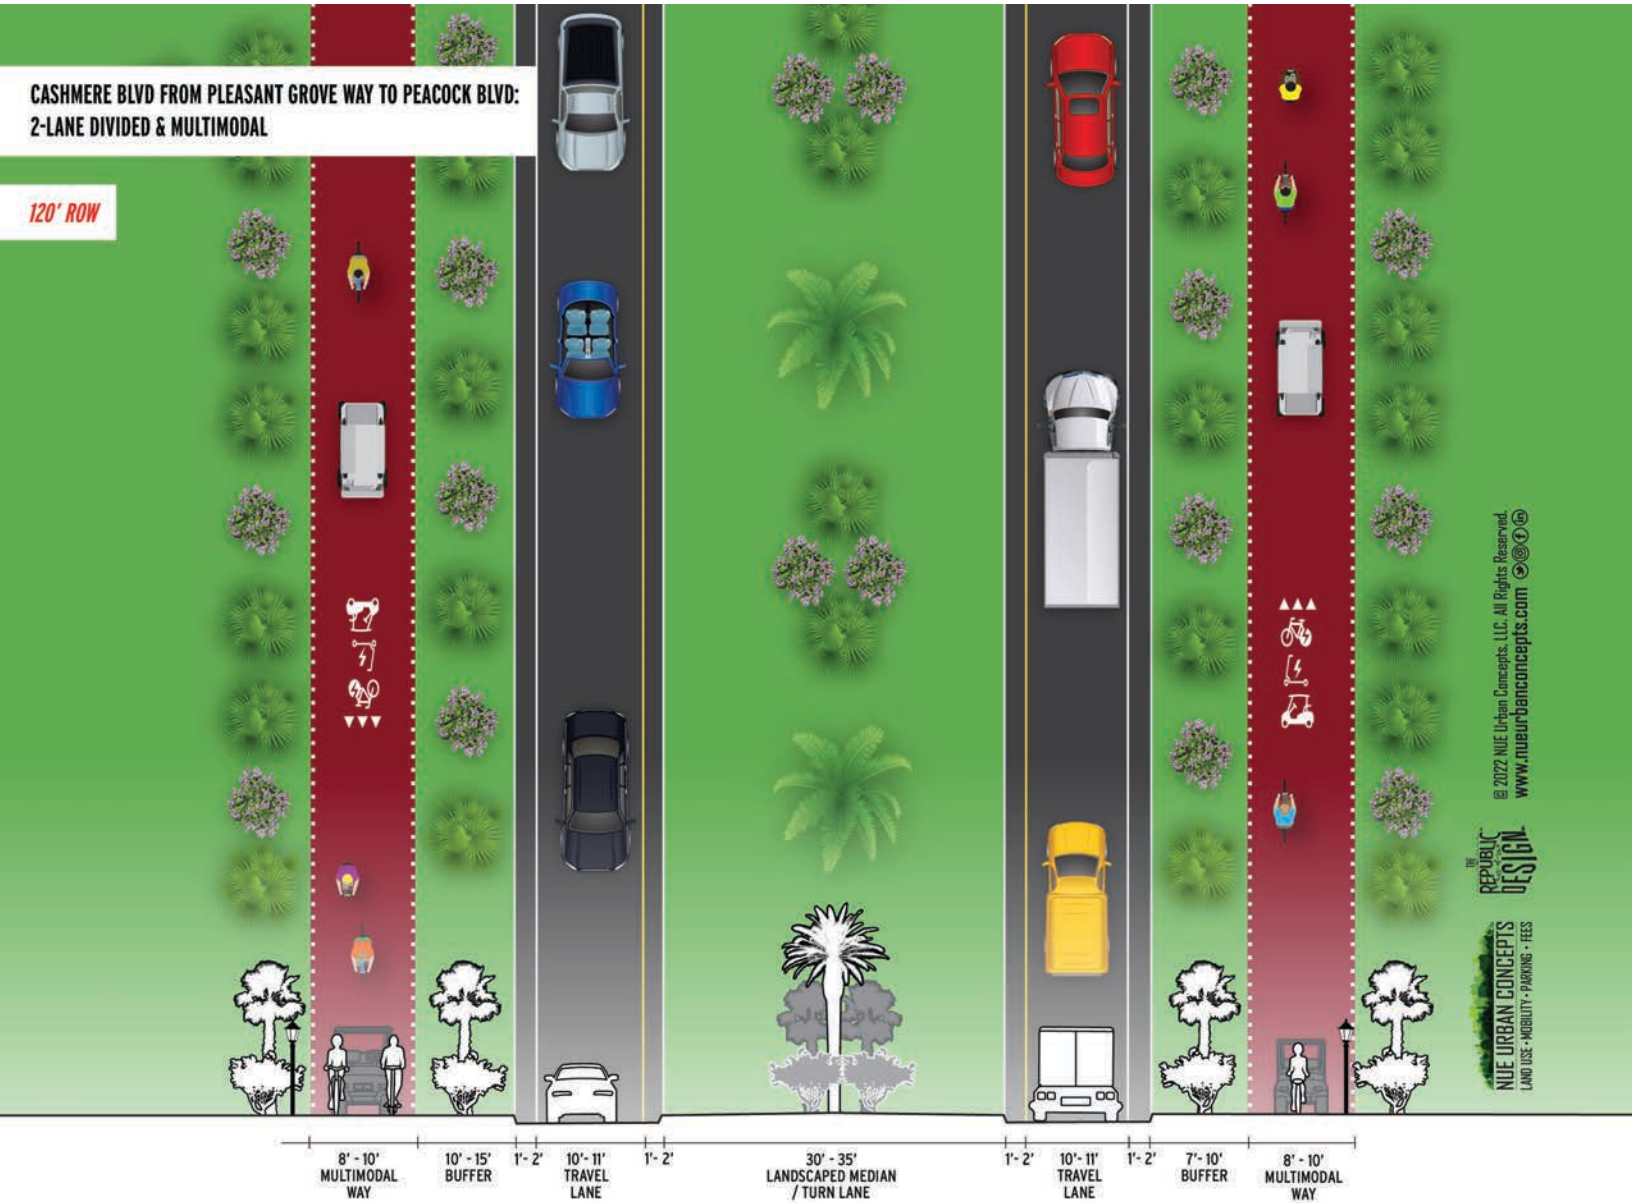 CASHMERE BLVD FROM PLEASANT GROVE WAY TO PEACOCK BLVD:
2-LANE DIVIDED & MULTIMODAL
120' ROW
© 2022 NUE Urban Concepts, LLC. All Rights Reserved.
www.nueurbanconcepts.com
THE
REPUBLIC
DESIGN
NUE URBAN CONCEPTS
LAND USE • MOBILITY • PARKING • FEES
8' - 10'
MULTIMODAL
WAY
10' - 15'
BUFFER
1'- 2'
10'- 11'
TRAVEL
LANE
1'- 2'
30' - 35'
LANDSCAPED MEDIAN
/ TURN LANE
1'- 2'
10'- 11'
TRAVEL
LANE
1'- 2'
7' - 10'
BUFFER
8' - 10'
MULTIMODAL
WAY